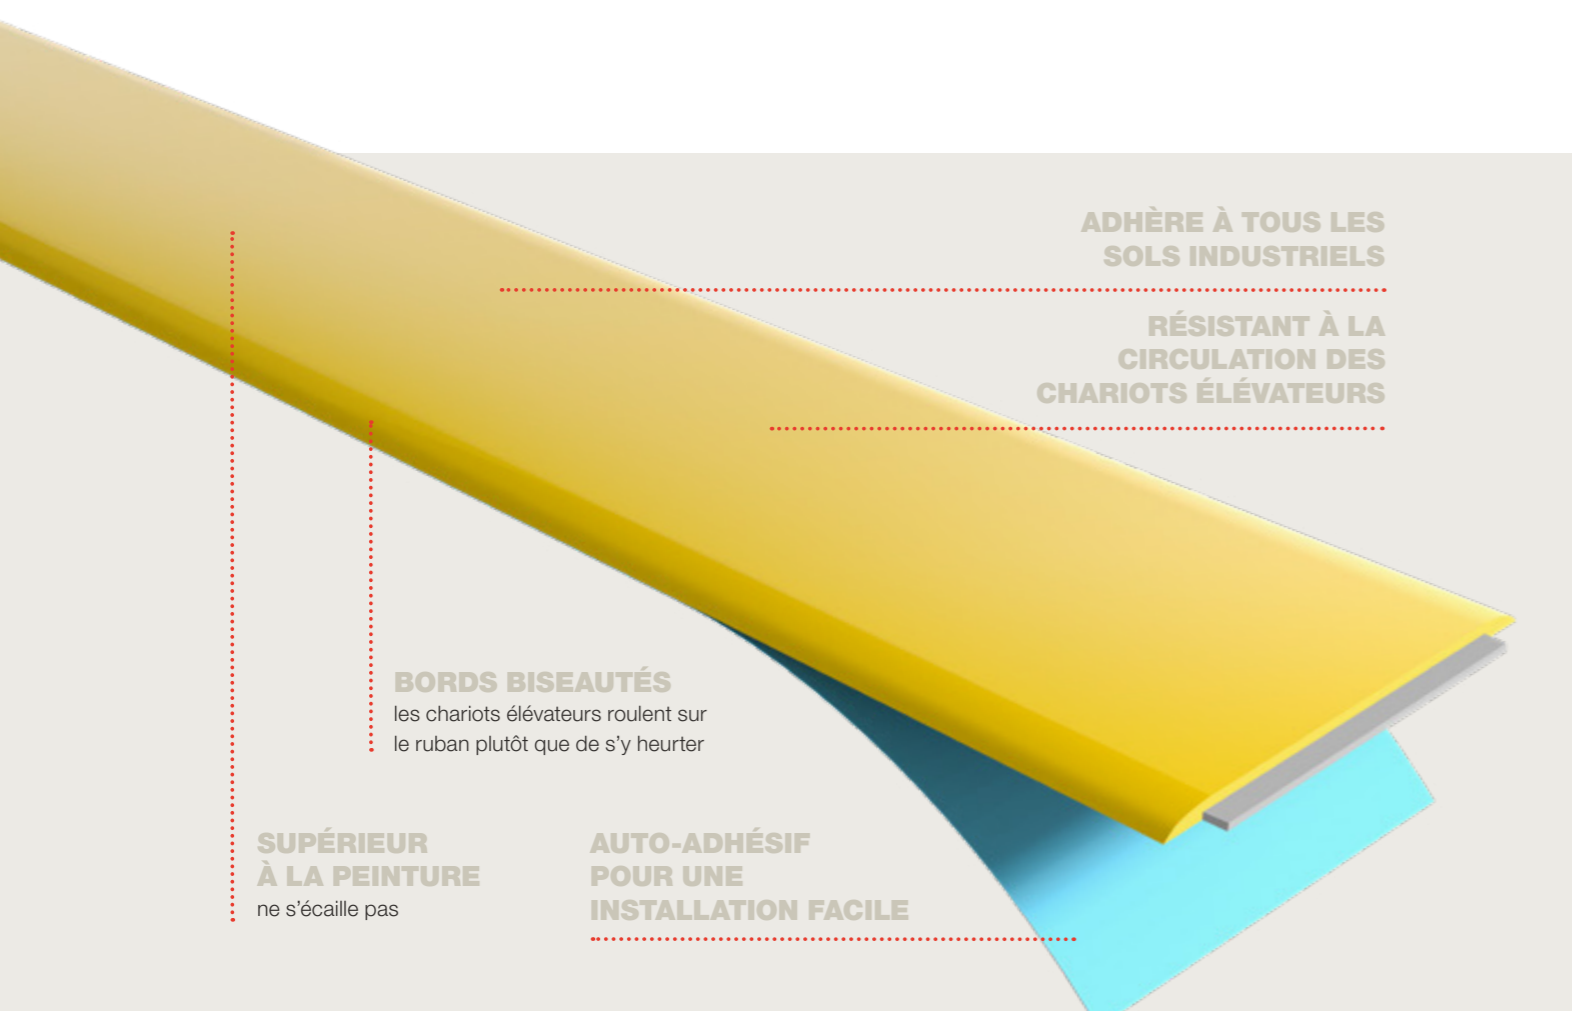 ADHÈRE À TOUS LES
SOLS INDUSTRIELS
RÉSISTANT À LA
CIRCULATION DES
CHARIOTS ÉLÉVATEURS
BORDS BISEAUTÉS
les chariots élévateurs roulent sur
le ruban plutôt que de s’y heurter
SUPÉRIEUR
À LA PEINTURE
ne s’écaille pas
AUTO-ADHÉSIF
POUR UNE
INSTALLATION FACILE